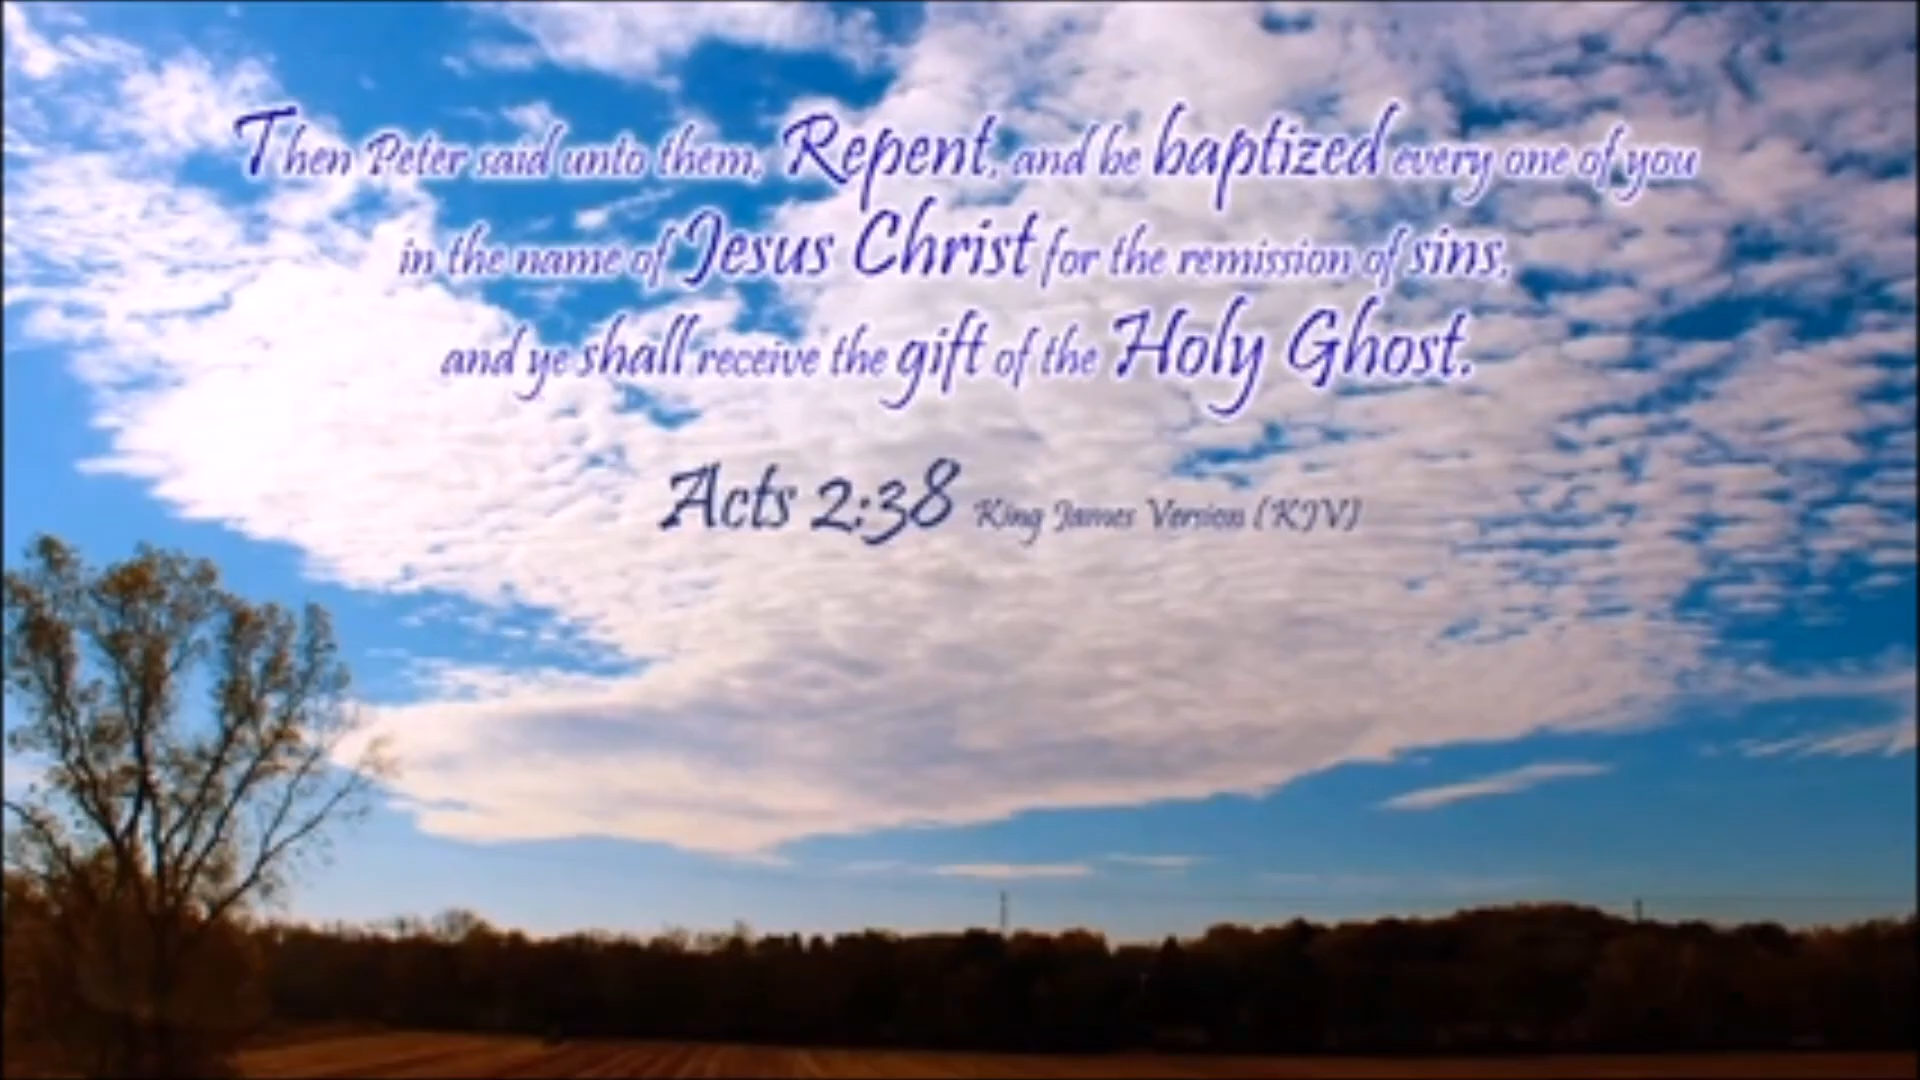 Then Peter said unto them, Repent, and be baptized every one of you
in the name of Jesus Christ for the remission of sins,
and ye shall receive the gift of the Holy Ghost.
Acts 2:38 King James Version (KJV)